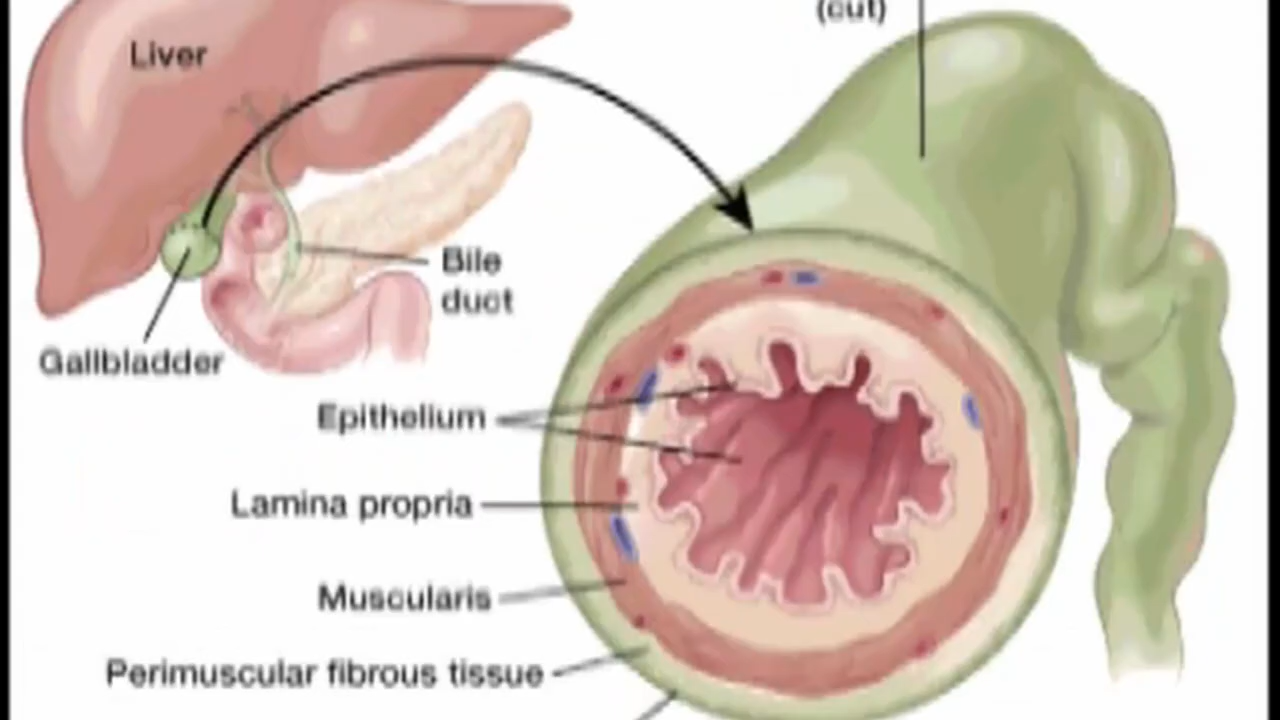 (cut)
Liver
Bile
duct
Gallbladder
Epithelium
Lamina propria
Muscularis
Perimuscular fibrous tissue